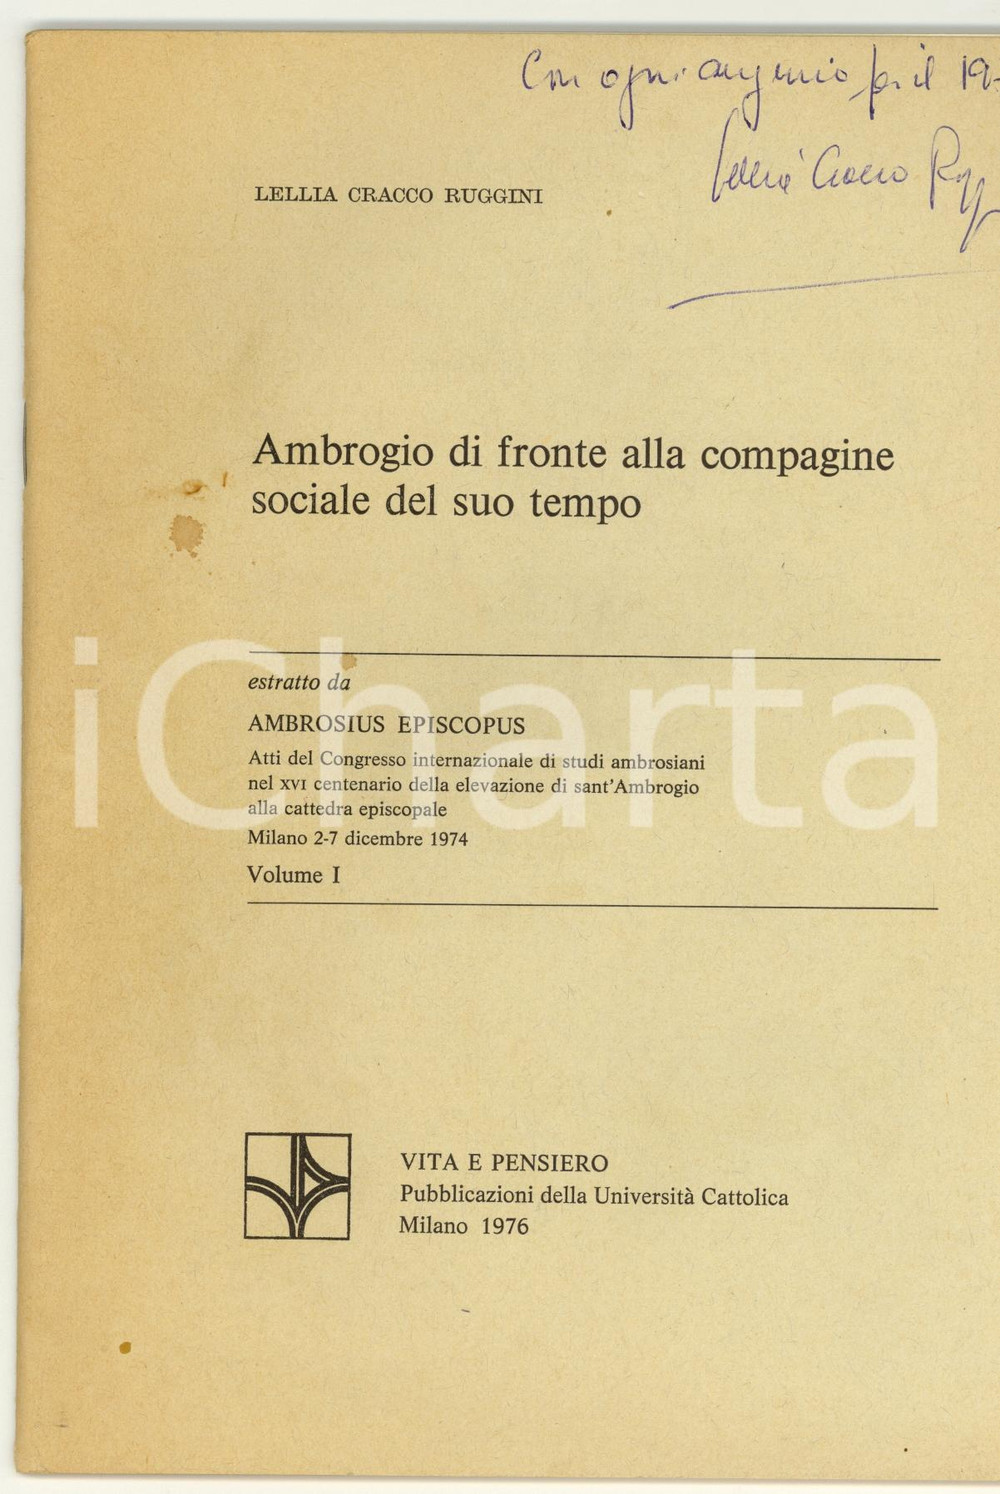 Con ogni augurio per il 19
Lellia Cracco Rugg
LELLIA CRACCO RUGGINI
Ambrogio di fronte alla compagine
sociale del suo tempo
estratto da
AMBROSIUS EPISCOPUS
Atti del Congresso internazionale di studi ambrosiani
nel XVI centenario della elevazione di sant'Ambrogio
alla cattedra episcopale
Milano 2-7 dicembre 1974
Volume I
iCharta
VITA E PENSIERO
Pubblicazioni della Università Cattolica
Milano 1976